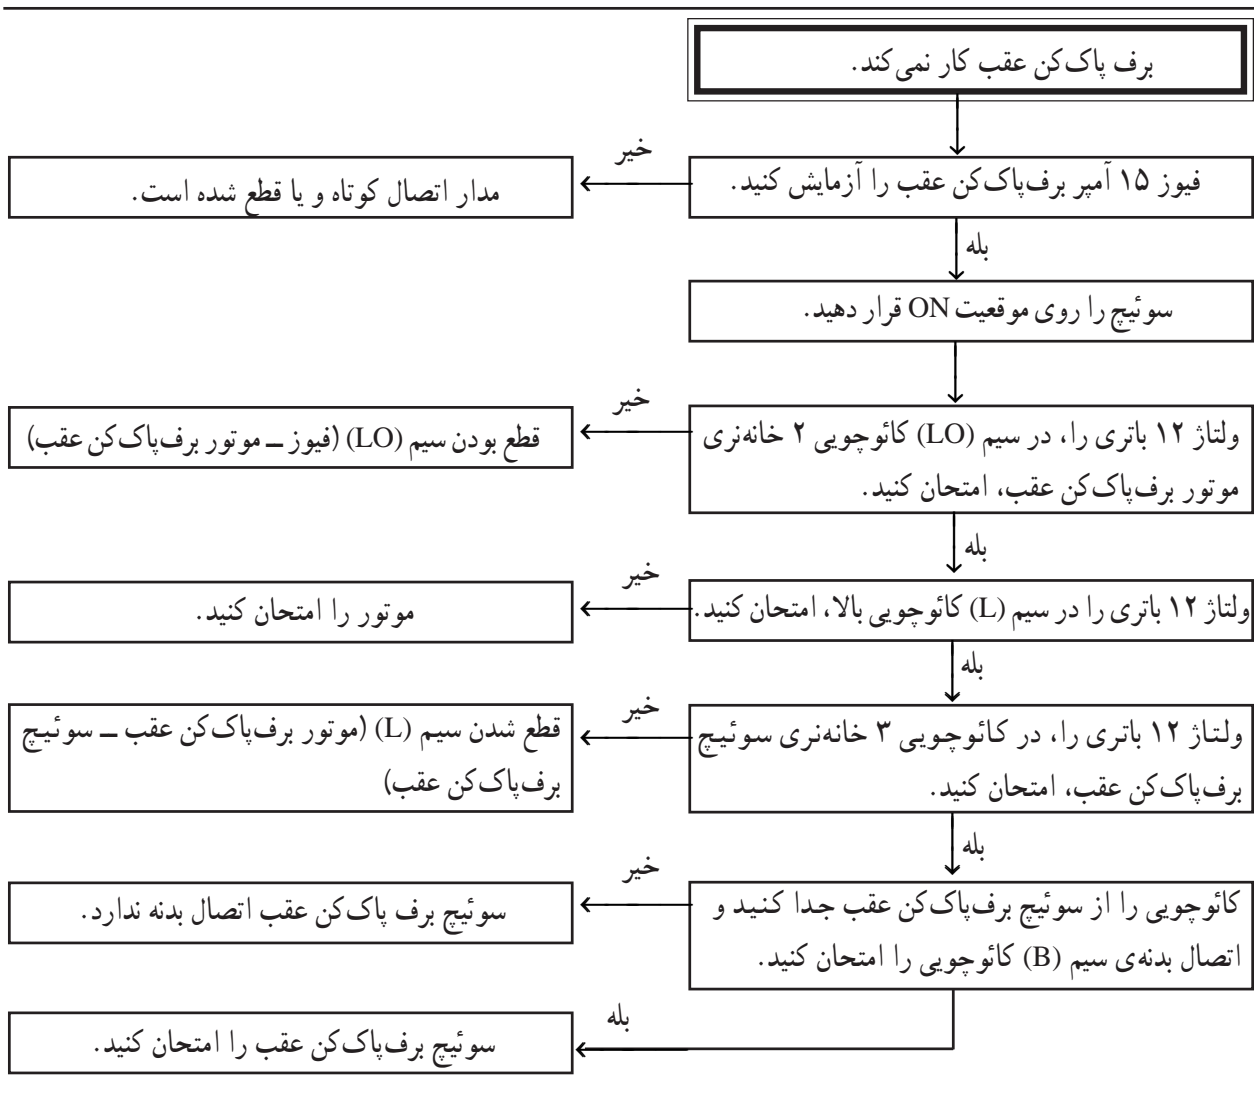 برف پاک‌کن عقب کار نمی‌کند.
خیر
فیوز ۱۵ آمپر برف‌پاک‌کن عقب را آزمایش کنید.
مدار اتصال کوتاه و یا قطع شده است.
بله
سوئیچ را روی موقعیت ON قرار دهید.
خیر
ولتاژ ۱۲ باتری را، در سیم (LO) کائوچویی ۲ خانه‌نری
موتور برف‌پاک‌کن عقب، امتحان کنید.
قطع بودن سیم (LO) (فیوز ــ موتور برف‌پاک‌کن عقب)
بله
خیر
ولتاژ ۱۲ باتری را در سیم (L) کائوچویی بالا، امتحان کنید.
موتور را امتحان کنید.
بله
خیر
ولتاژ ۱۲ باتری را، در کائوچویی ۳ خانه‌نری سوئیچ
برف‌پاک‌کن عقب، امتحان کنید.
قطع شدن سیم (L) (موتور برف‌پاک‌کن عقب ــ سوئیچ
برف‌پاک‌کن عقب)
بله
خیر
کائوچویی را از سوئیچ برف‌پاک‌کن عقب جدا کنید و
اتصال بدنه‌ی سیم (B) کائوچویی را امتحان کنید.
سوئیچ برف پاک‌کن عقب اتصال بدنه ندارد.
بله
سوئیچ برف‌پاک‌کن عقب را امتحان کنید.